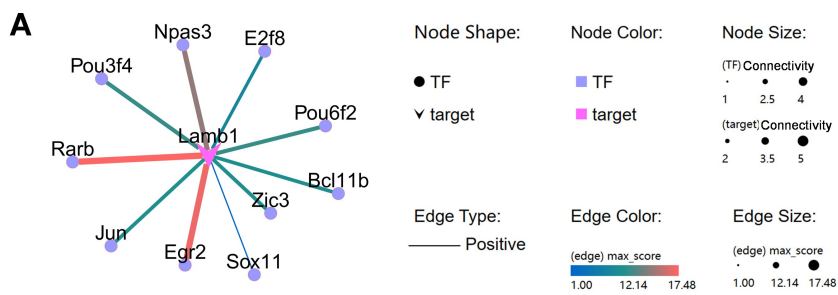 A
Npas3
E2f8
Pou3f4
Pou6f2
Lamb1
Rarb
Bcl11b
Zic3
Jun
Egr2
Sox11
Node Shape:
TF
target
Node Color:
TF
target
Node Size:
(TF) Connectivity
1 2.5 4
(target) Connectivity
2 3.5 5
Edge Type:
Positive
Edge Color:
(edge) max_score
1.00 12.14 17.48
Edge Size:
(edge) max_score
1.00 12.14 17.48